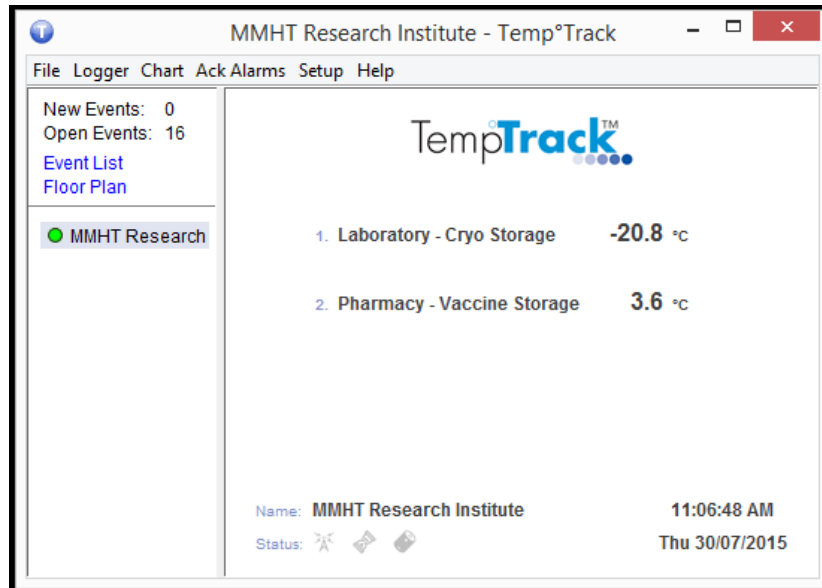 T MMHT Research Institute - Temp°Track
File Logger Chart Ack Alarms Setup Help
New Events: 0
Open Events: 16
Event List
Floor Plan
MMHT Research
TempTrack™
1. Laboratory - Cryo Storage -20.8 °C
2. Pharmacy - Vaccine Storage 3.6 °C
Name: MMHT Research Institute 11:06:48 AM
Status: Thu 30/07/2015